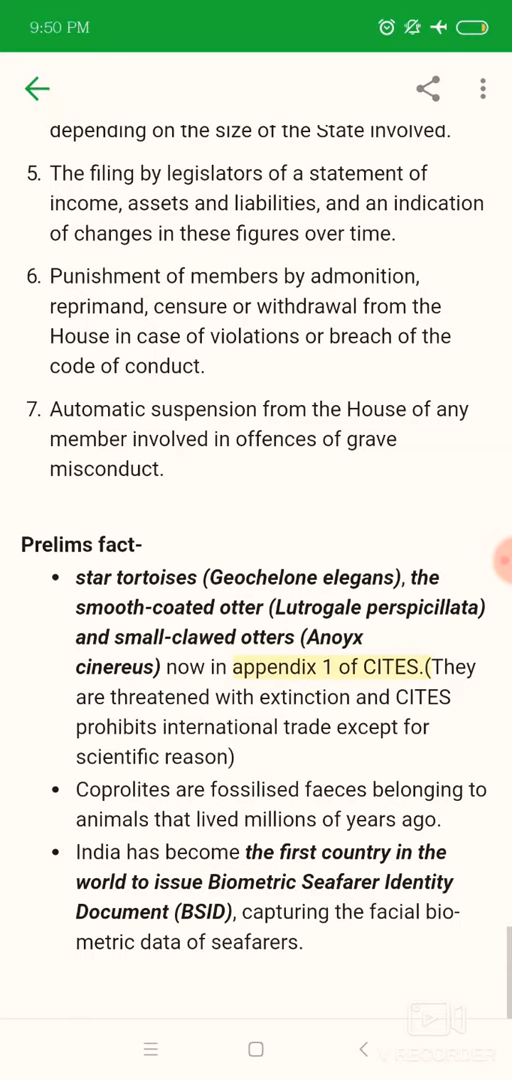 9:50 PM
depending on the size of the State involved.
5. The filing by legislators of a statement of
income, assets and liabilities, and an indication
of changes in these figures over time.
6. Punishment of members by admonition,
reprimand, censure or withdrawal from the
House in case of violations or breach of the
code of conduct.
7. Automatic suspension from the House of any
member involved in offences of grave
misconduct.
Prelims fact-
• star tortoises (Geochelone elegans), the
smooth-coated otter (Lutrogale perspicillata)
and small-clawed otters (Anoyx
cinereus) now in appendix 1 of CITES.(They
are threatened with extinction and CITES
prohibits international trade except for
scientific reason)
• Coprolites are fossilised faeces belonging to
animals that lived millions of years ago.
• India has become the first country in the
world to issue Biometric Seafarer Identity
Document (BSID), capturing the facial bio-
metric data of seafarers.
V RECORDER